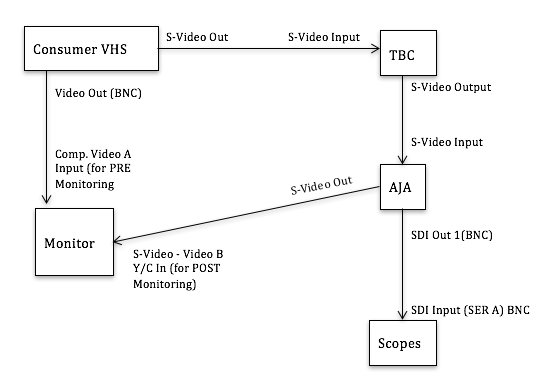 S-Video Out
S-Video Input
Consumer VHS
TBC
Video Out (BNC)
S-Video Output
Comp. Video A
Input (for PRE
Monitoring
S-Video Input
S-Video Out
AJA
Monitor
SDI Out 1(BNC)
S-Video - Video B
Y/C In (for POST
Monitoring)
SDI Input (SER A) BNC
Scopes